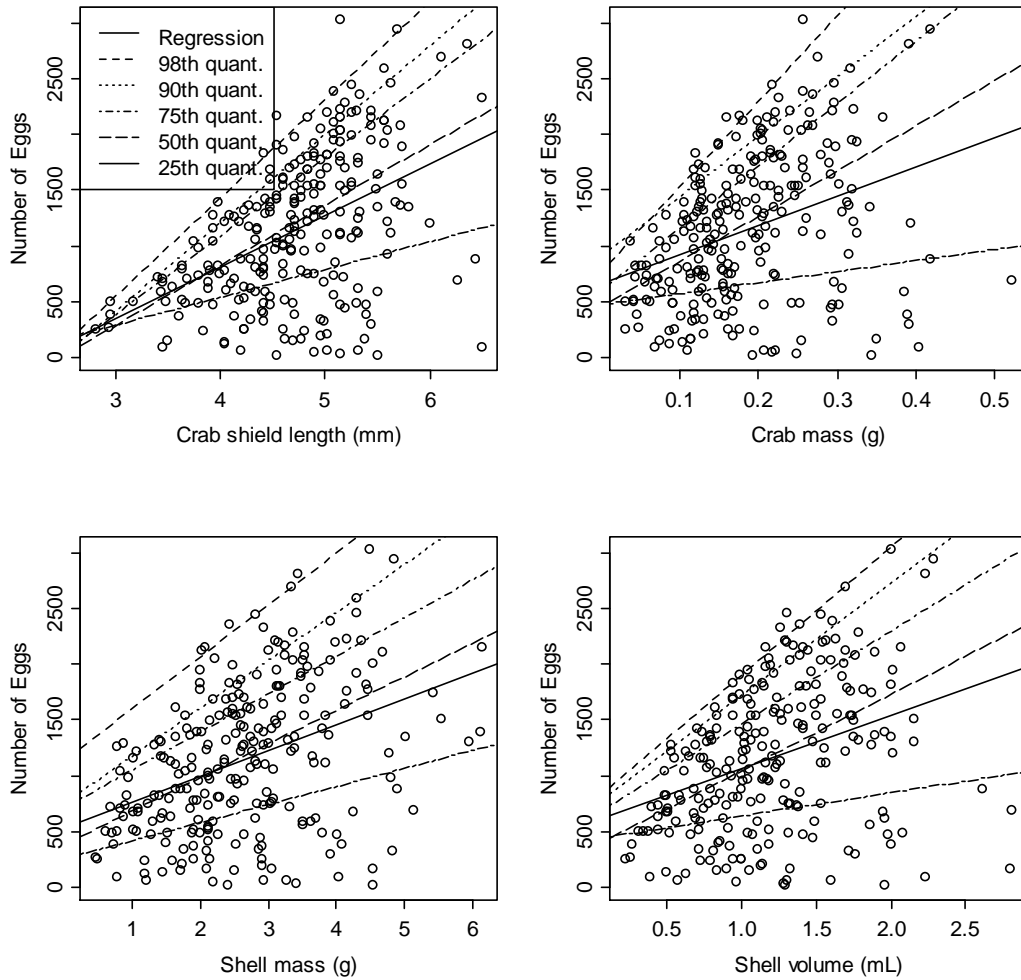 Regression
98th quant.
90th quant.
75th quant.
50th quant.
25th quant.
Number of Eggs
0 500 1500 2500
3 4 5 6
Crab shield length (mm)
Number of Eggs
0 500 1500 2500
0.1 0.2 0.3 0.4 0.5
Crab mass (g)
Number of Eggs
0 500 1500 2500
1 2 3 4 5 6
Shell mass (g)
Number of Eggs
0 500 1500 2500
0.5 1.0 1.5 2.0 2.5
Shell volume (mL)